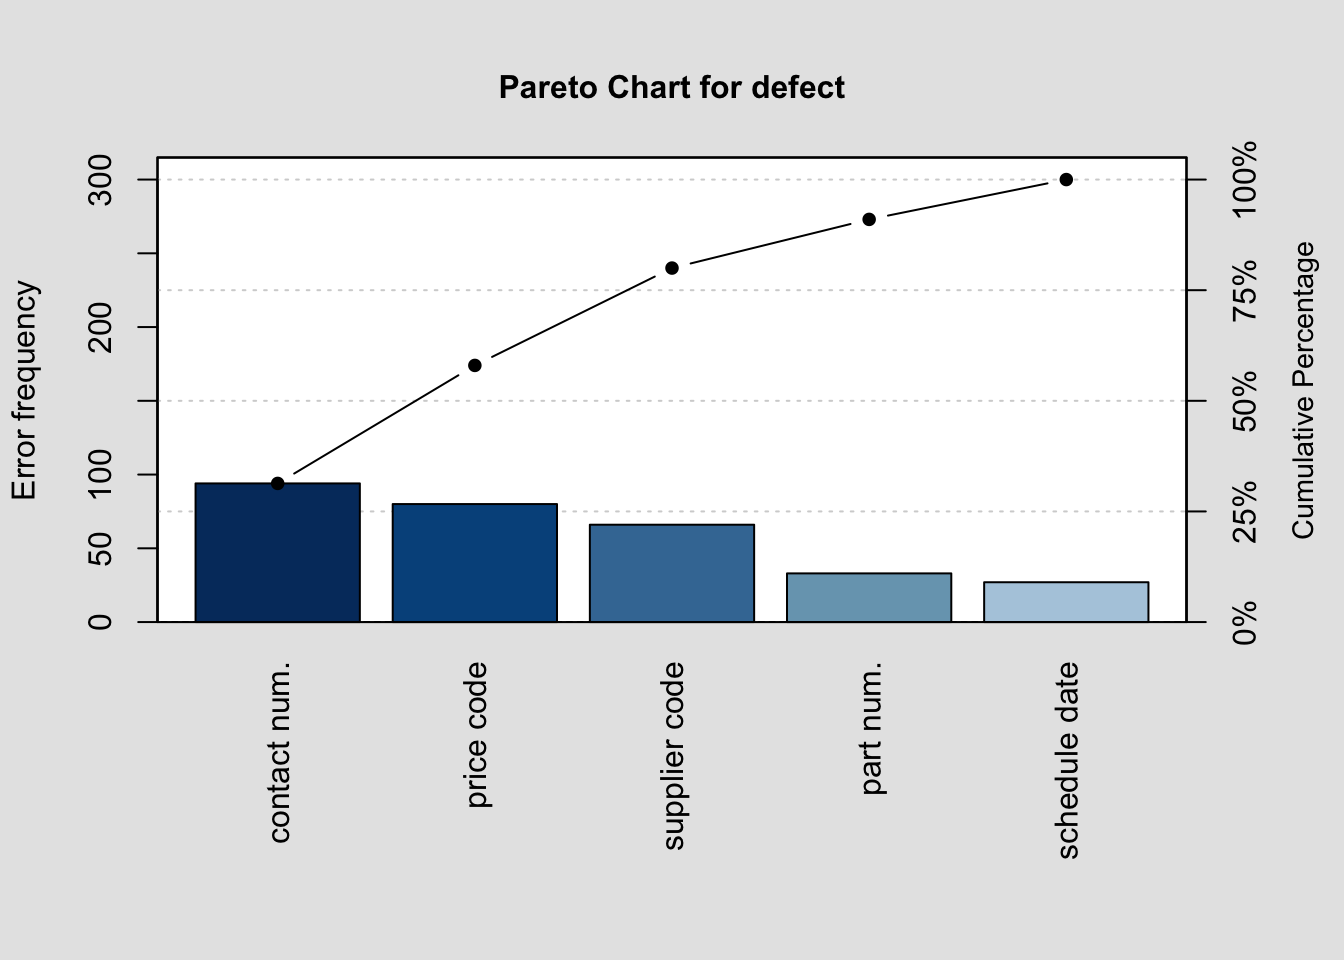 Pareto Chart for defect
Error frequency
300
200
100
50
0
100%
75%
50%
25%
0%
Cumulative Percentage
contact num.
price code
supplier code
part num.
schedule date